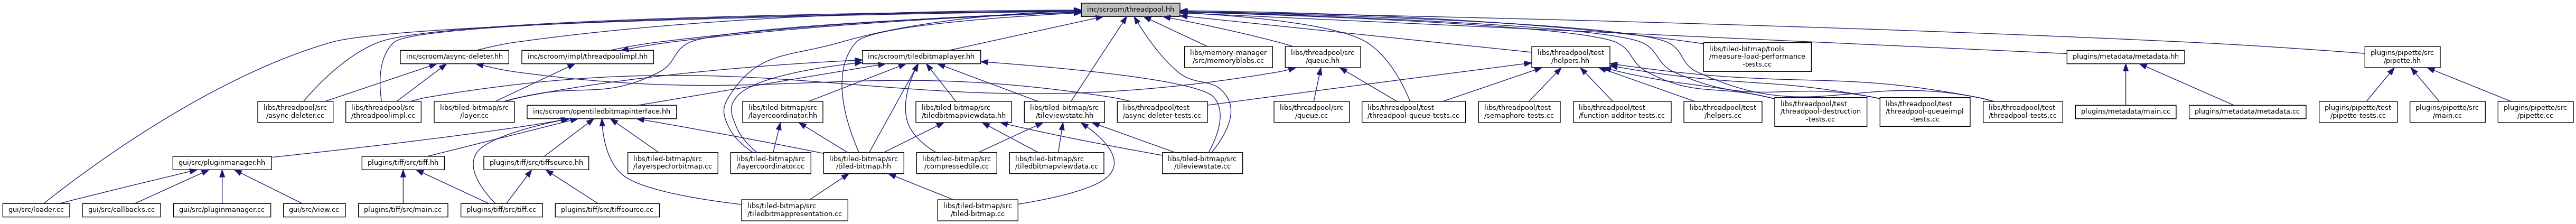 inc/scroom/threadpool.hh
inc/scroom/async-deleter.hh
inc/scroom/impl/threadpoolimpl.hh
inc/scroom/tiledbitmaplayer.hh
libs/memory-manager
/src/memoryblobs.cc
libs/threadpool/src
/queue.hh
libs/threadpool/test
/helpers.hh
libs/tiled-bitmap/tools
/measure-load-performance
-tests.cc
plugins/metadata/metadata.hh
plugins/pipette/src
/pipette.hh
libs/threadpool/src
/async-deleter.cc
libs/threadpool/src
/threadpoolimpl.cc
libs/tiled-bitmap/src
/layer.cc
inc/scroom/opentiledbitmapinterface.hh
libs/tiled-bitmap/src
/layercoordinator.hh
libs/tiled-bitmap/src
/tiledbitmapviewdata.hh
libs/tiled-bitmap/src
/tileviewstate.hh
libs/threadpool/test
/async-deleter-tests.cc
libs/threadpool/src
/queue.cc
libs/threadpool/test
/threadpool-queue-tests.cc
libs/threadpool/test
/semaphore-tests.cc
libs/threadpool/test
/function-additor-tests.cc
libs/threadpool/test
/helpers.cc
libs/threadpool/test
/threadpool-destruction
-tests.cc
libs/threadpool/test
/threadpool-queueimpl
-tests.cc
libs/threadpool/test
/threadpool-tests.cc
plugins/metadata/main.cc
plugins/metadata/metadata.cc
plugins/pipette/test
/pipette-tests.cc
plugins/pipette/src
/main.cc
plugins/pipette/src
/pipette.cc
gui/src/pluginmanager.hh
plugins/tiff/src/tiff.hh
plugins/tiff/src/tiffsource.hh
libs/tiled-bitmap/src
/layerspecforbitmap.cc
libs/tiled-bitmap/src
/layercoordinator.cc
libs/tiled-bitmap/src
/tiled-bitmap.hh
libs/tiled-bitmap/src
/compressedtile.cc
libs/tiled-bitmap/src
/tiledbitmapviewdata.cc
libs/tiled-bitmap/src
/tileviewstate.cc
gui/src/loader.cc
gui/src/callbacks.cc
gui/src/pluginmanager.cc
gui/src/view.cc
plugins/tiff/src/main.cc
plugins/tiff/src/tiff.cc
plugins/tiff/src/tiffsource.cc
libs/tiled-bitmap/src
/tiledbitmappresentation.cc
libs/tiled-bitmap/src
/tiled-bitmap.cc